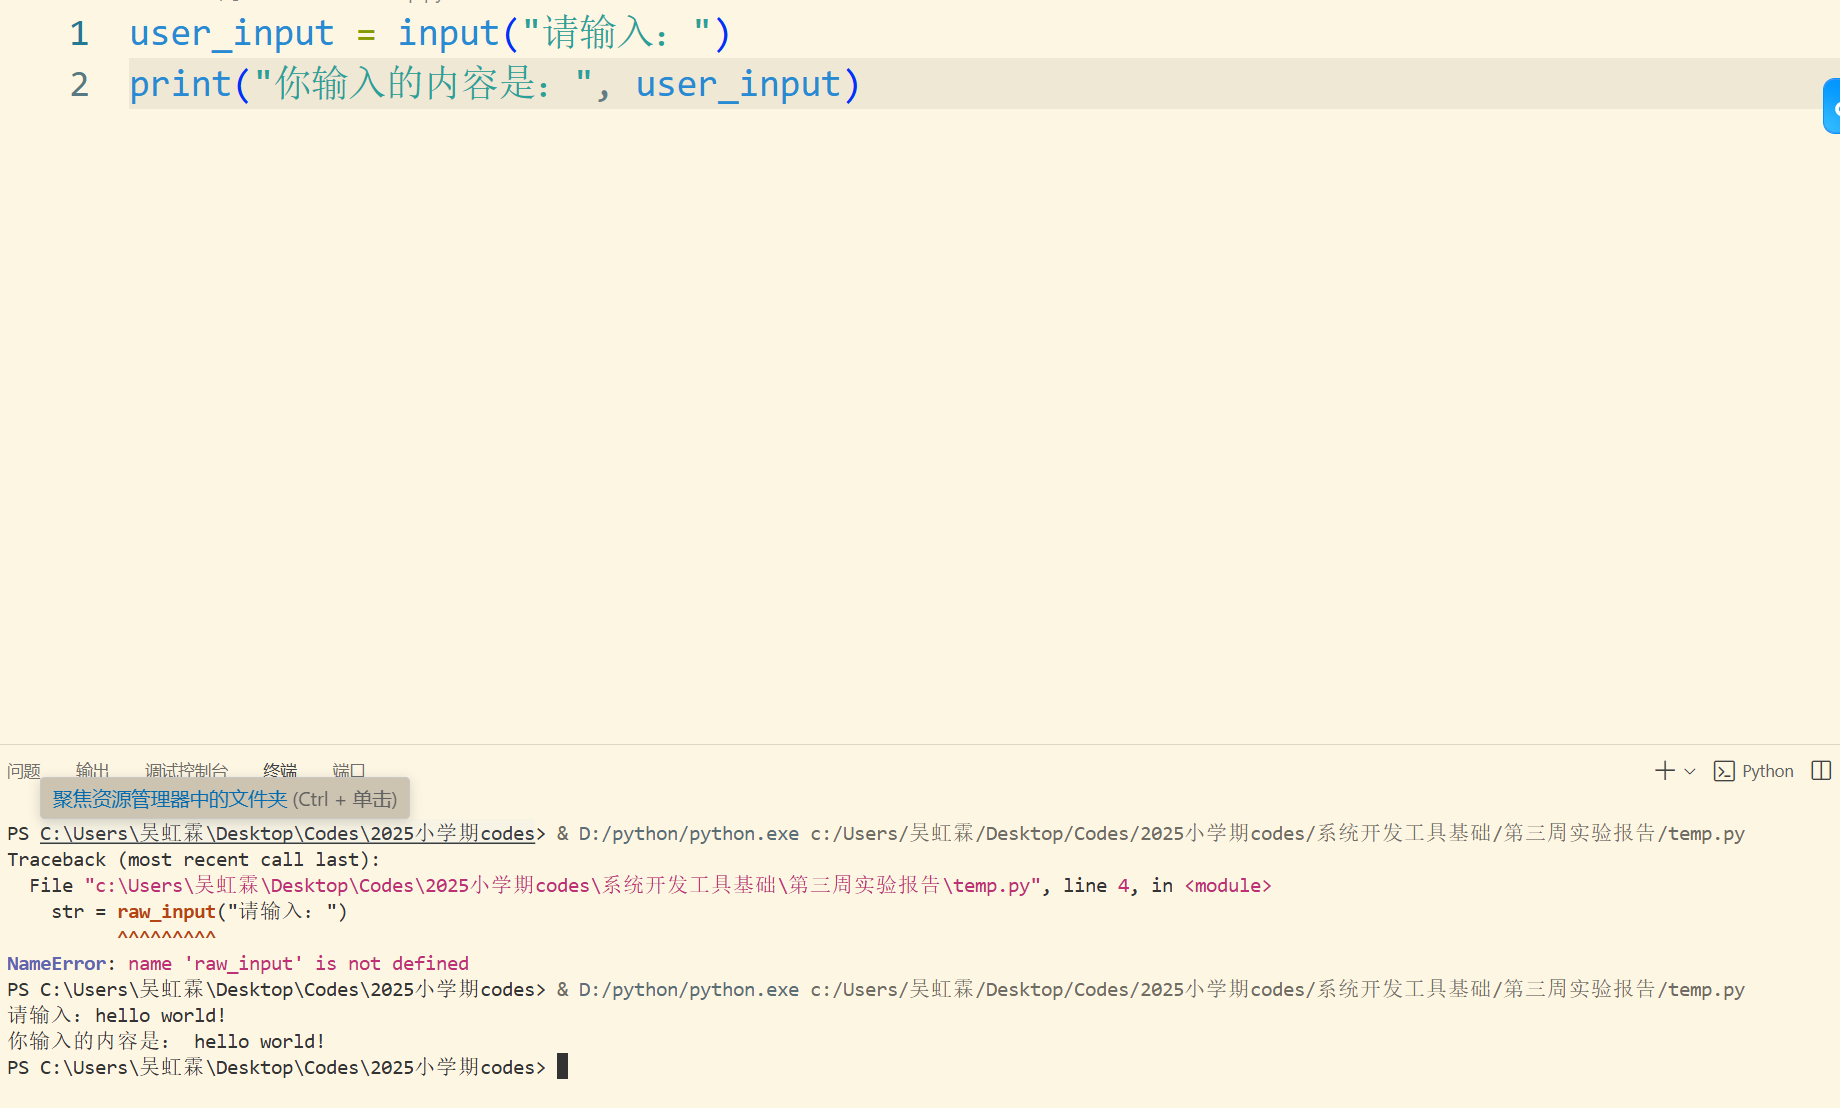 1 user_input = input("请输入：")
2 print("你输入的内容是：", user_input)
问题 输出 调试控制台 终端 端口
Python
聚焦资源管理器中的文件夹 (Ctrl + 单击)
PS C:\Users\吴虹霖\Desktop\Codes\2025小学期codes> & D:/python/python.exe c:/Users/吴虹霖/Desktop/Codes/2025小学期codes/系统开发工具基础/第三周实验报告/temp.py
Traceback (most recent call last):
  File "c:\Users\吴虹霖\Desktop\Codes\2025小学期codes\系统开发工具基础\第三周实验报告\temp.py", line 4, in <module>
    str = raw_input("请输入：")
          ^^^^^^^^^
NameError: name 'raw_input' is not defined
PS C:\Users\吴虹霖\Desktop\Codes\2025小学期codes> & D:/python/python.exe c:/Users/吴虹霖/Desktop/Codes/2025小学期codes/系统开发工具基础/第三周实验报告/temp.py
请输入：hello world!
你输入的内容是： hello world!
PS C:\Users\吴虹霖\Desktop\Codes\2025小学期codes>